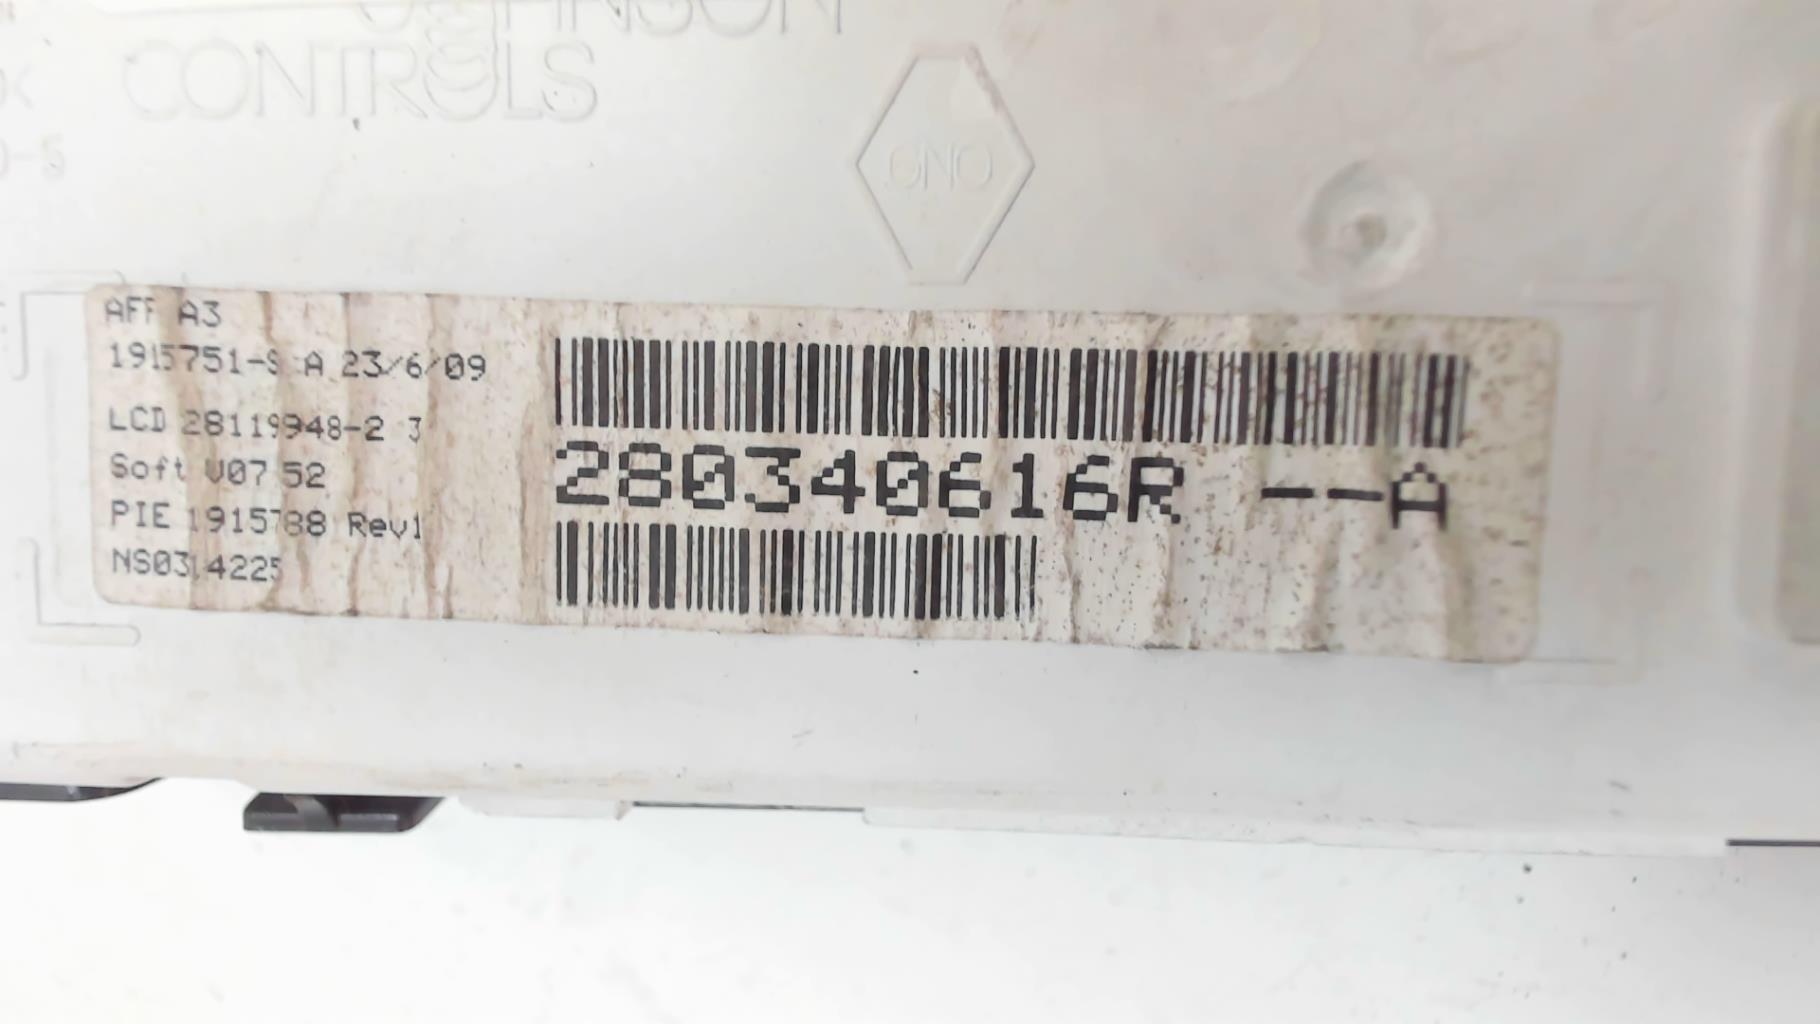 JOHNSON
CONTROLS
ONO
AFF A3
1915751-S A 23/6/09
LCD 28119948-2 3
Soft V07 52
PIE 1915788 Rev1
NS0314225
280340616R --A